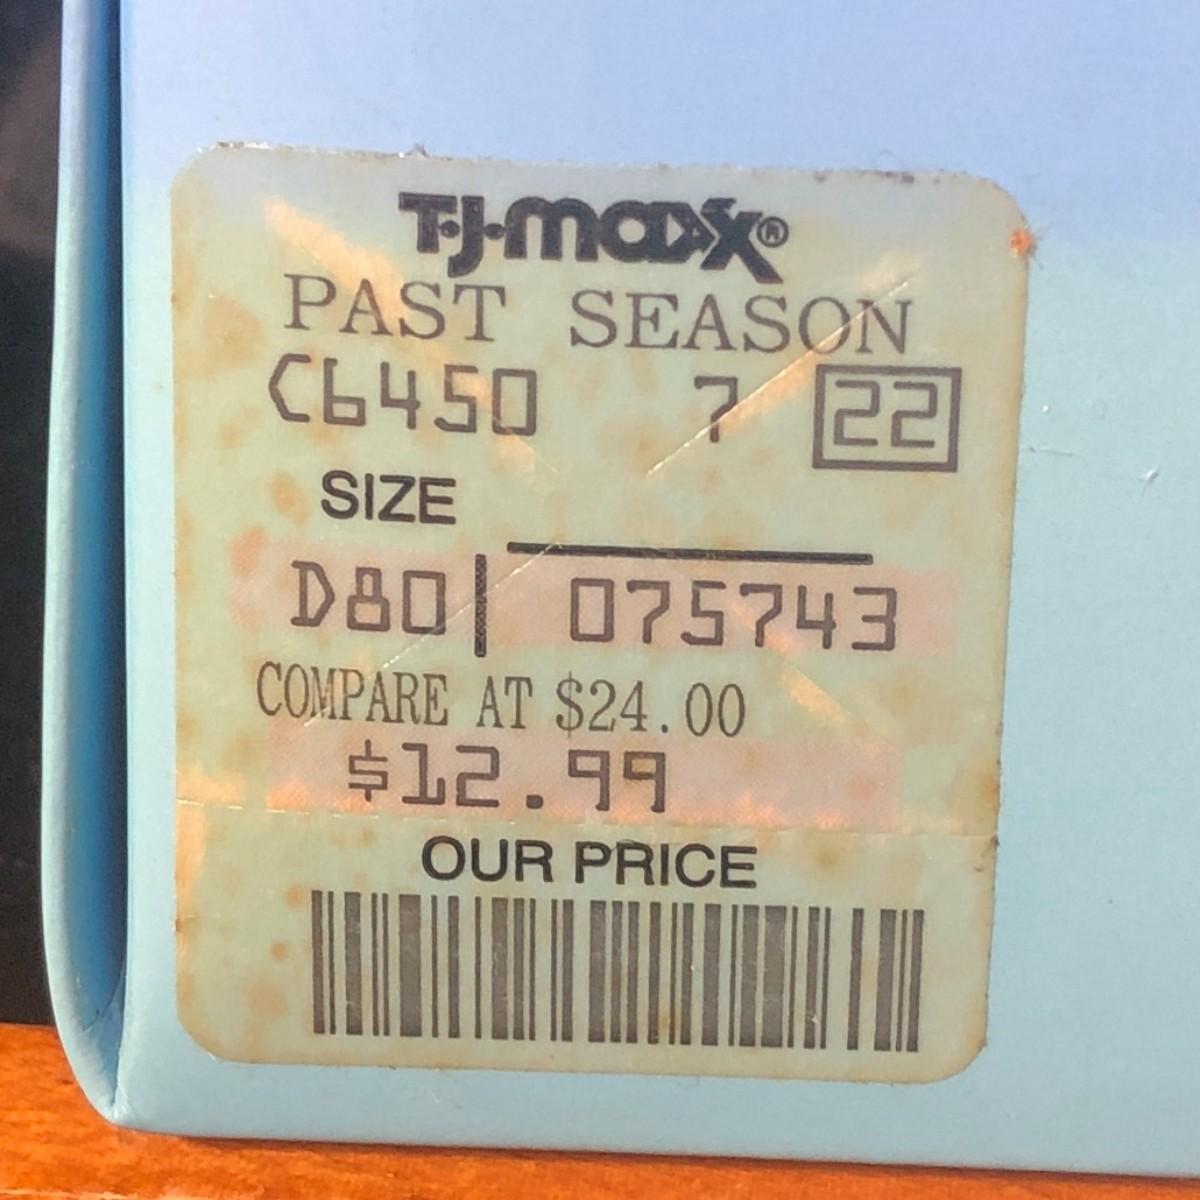 T·J·maxx®
PAST SEASON
C6450 7 22
SIZE
D80 | 075743
COMPARE AT $24.00
$12.99
OUR PRICE